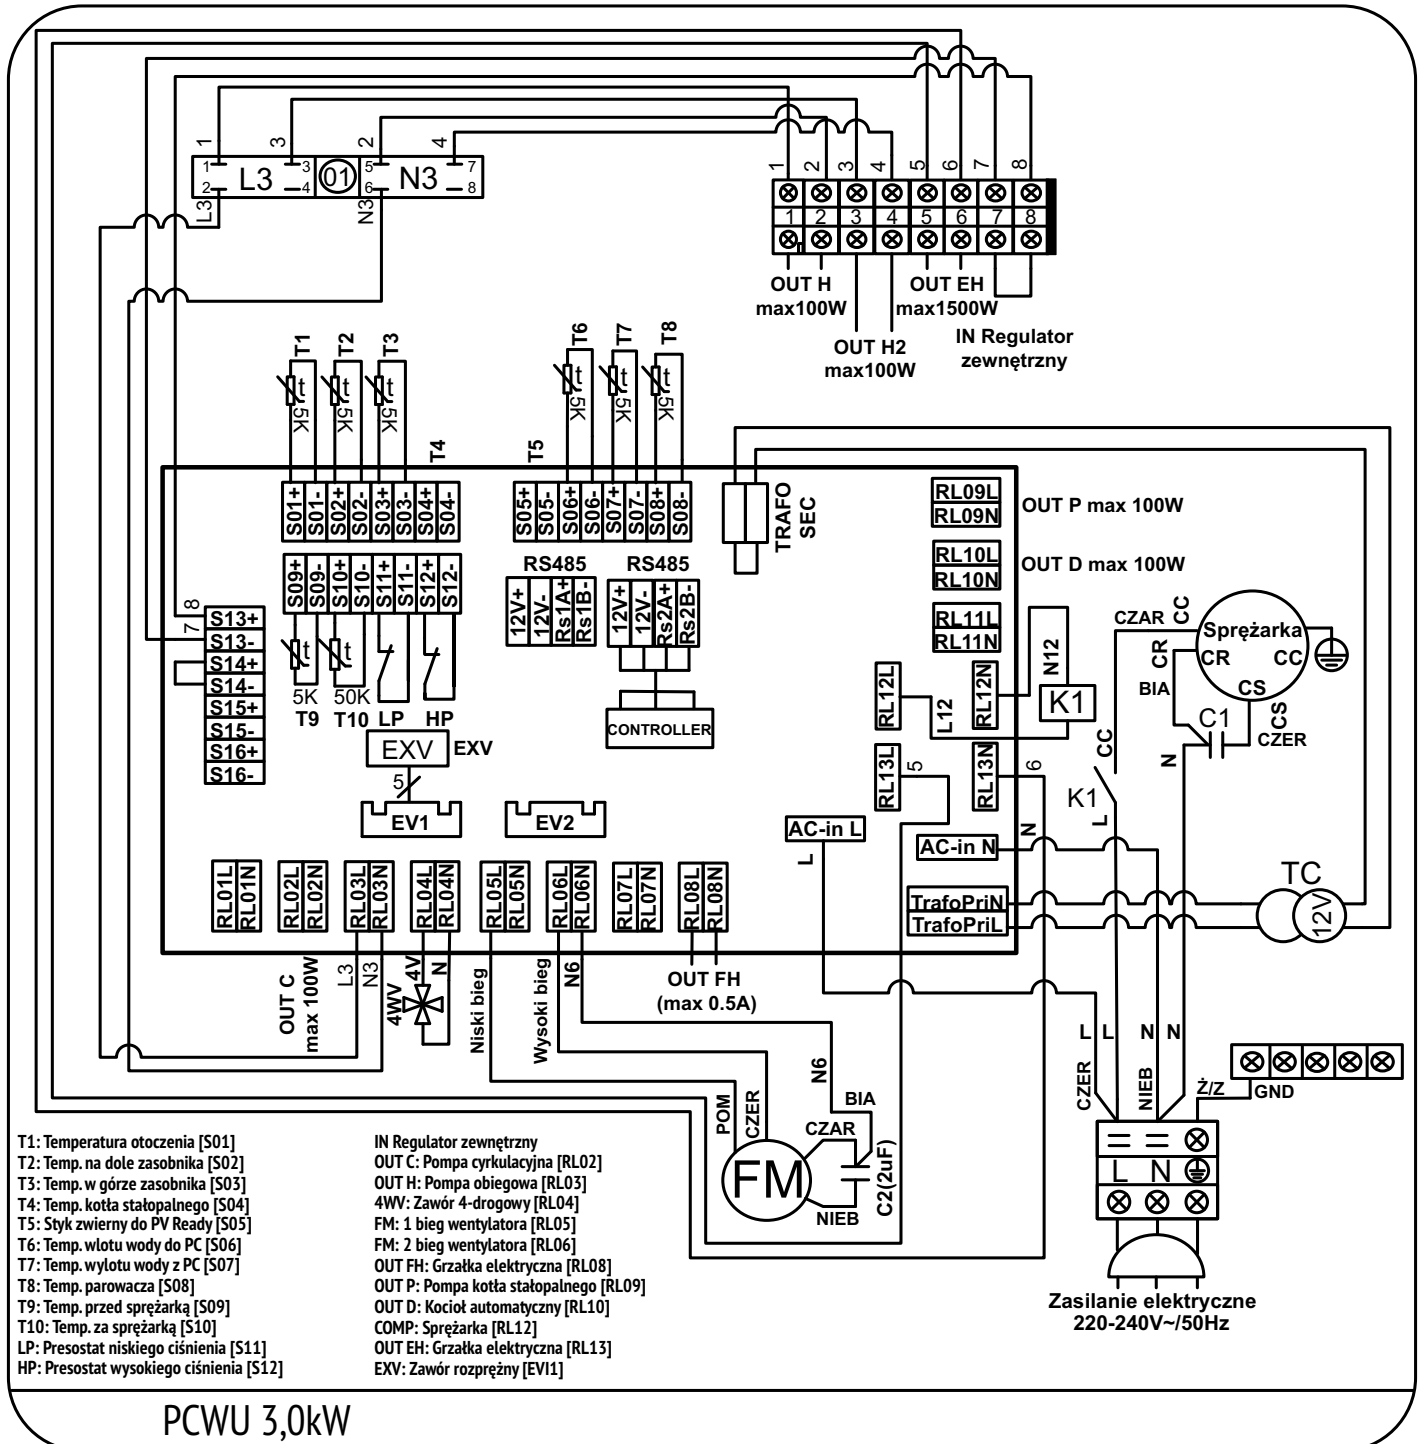 1
3
2
4
1
2
L3
3
4
01
5
6
N3
7
8
L3
N3
1
2
3
4
5
6
7
8
1
2
3
4
5
6
7
8
OUT H
max100W
OUT EH
max1500W
OUT H2
max100W
IN Regulator
zewnętrzny
T1
T2
T3
T4
t
5K
t
5K
t
5K
T5
T6
T7
T8
t
5K
t
5K
t
5K
S01+
S01-
S02+
S02-
S03+
S03-
S04+
S04-
S05+
S05-
S06+
S06-
S07+
S07-
S08+
S08-
TRAFO
SEC
RL09L
RL09N
OUT P max 100W
RL10L
RL10N
OUT D max 100W
RL11L
RL11N
S09+
S09-
S10+
S10-
S11+
S11-
S12+
S12-
RS485
RS485
12V+
12V-
Rs1A+
Rs1B-
12V+
12V-
Rs2A+
Rs2B-
8
7
S13+
S13-
S14+
S14-
S15+
S15-
S16+
S16-
t
5K
T9
t
50K
T10
LP
HP
CONTROLLER
EXV
EXV
5
EV1
EV2
RL12L
L12
RL12N
N12
K1
RL13L
5
RL13N
6
N
AC-in L
L
AC-in N
TrafoPriN
TrafoPriL
CZAR
CC
Sprężarka
CR
CC
CS
CR
BIA
C1
CS
CZER
CC
N
K1
L
TC
12V
RL01L
RL01N
RL02L
RL02N
RL03L
RL03N
RL04L
RL04N
RL05L
RL05N
RL06L
RL06N
RL07L
RL07N
RL08L
RL08N
OUT C
max 100W
L3
N3
4WV
4V
N
Niski bieg
Wysoki bieg
N6
OUT FH
(max 0.5A)
N6
BIA
POM
CZER
CZAR
FM
NIEB
C2(2uF)
L
L
N
N
CZER
NIEB
Ż/Z
GND
L
N
Zasilanie elektryczne
220-240V~/50Hz
T1: Temperatura otoczenia [S01]
T2: Temp. na dole zasobnika [S02]
T3: Temp. w górze zasobnika [S03]
T4: Temp. kotła stałopalnego [S04]
T5: Styk zwierny do PV Ready [S05]
T6: Temp. wlotu wody do PC [S06]
T7: Temp. wylotu wody z PC [S07]
T8: Temp. parowacza [S08]
T9: Temp. przed sprężarką [S09]
T10: Temp. za sprężarką [S10]
LP: Presostat niskiego ciśnienia [S11]
HP: Presostat wysokiego ciśnienia [S12]
IN Regulator zewnętrzny
OUT C: Pompa cyrkulacyjna [RL02]
OUT H: Pompa obiegowa [RL03]
4WV: Zawór 4-drogowy [RL04]
FM: 1 bieg wentylatora [RL05]
FM: 2 bieg wentylatora [RL06]
OUT FH: Grzałka elektryczna [RL08]
OUT P: Pompa kotła stałopalnego [RL09]
OUT D: Kocioł automatyczny [RL10]
COMP: Sprężarka [RL12]
OUT EH: Grzałka elektryczna [RL13]
EXV: Zawór rozprężny [EVI1]
PCWU 3,0kW